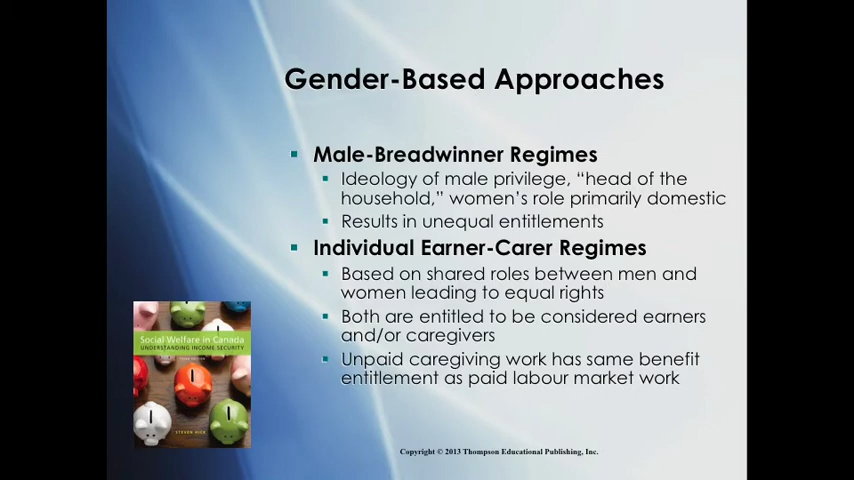 Gender-Based Approaches
Male-Breadwinner Regimes
Ideology of male privilege, “head of the
household,” women’s role primarily domestic
Results in unequal entitlements
Individual Earner-Carer Regimes
Based on shared roles between men and
women leading to equal rights
Both are entitled to be considered earners
and/or caregivers
Unpaid caregiving work has same benefit
entitlement as paid labour market work
Social Welfare in Canada
UNDERSTANDING INCOME SECURITY
STEVEN HICK
Copyright © 2013 Thompson Educational Publishing, Inc.